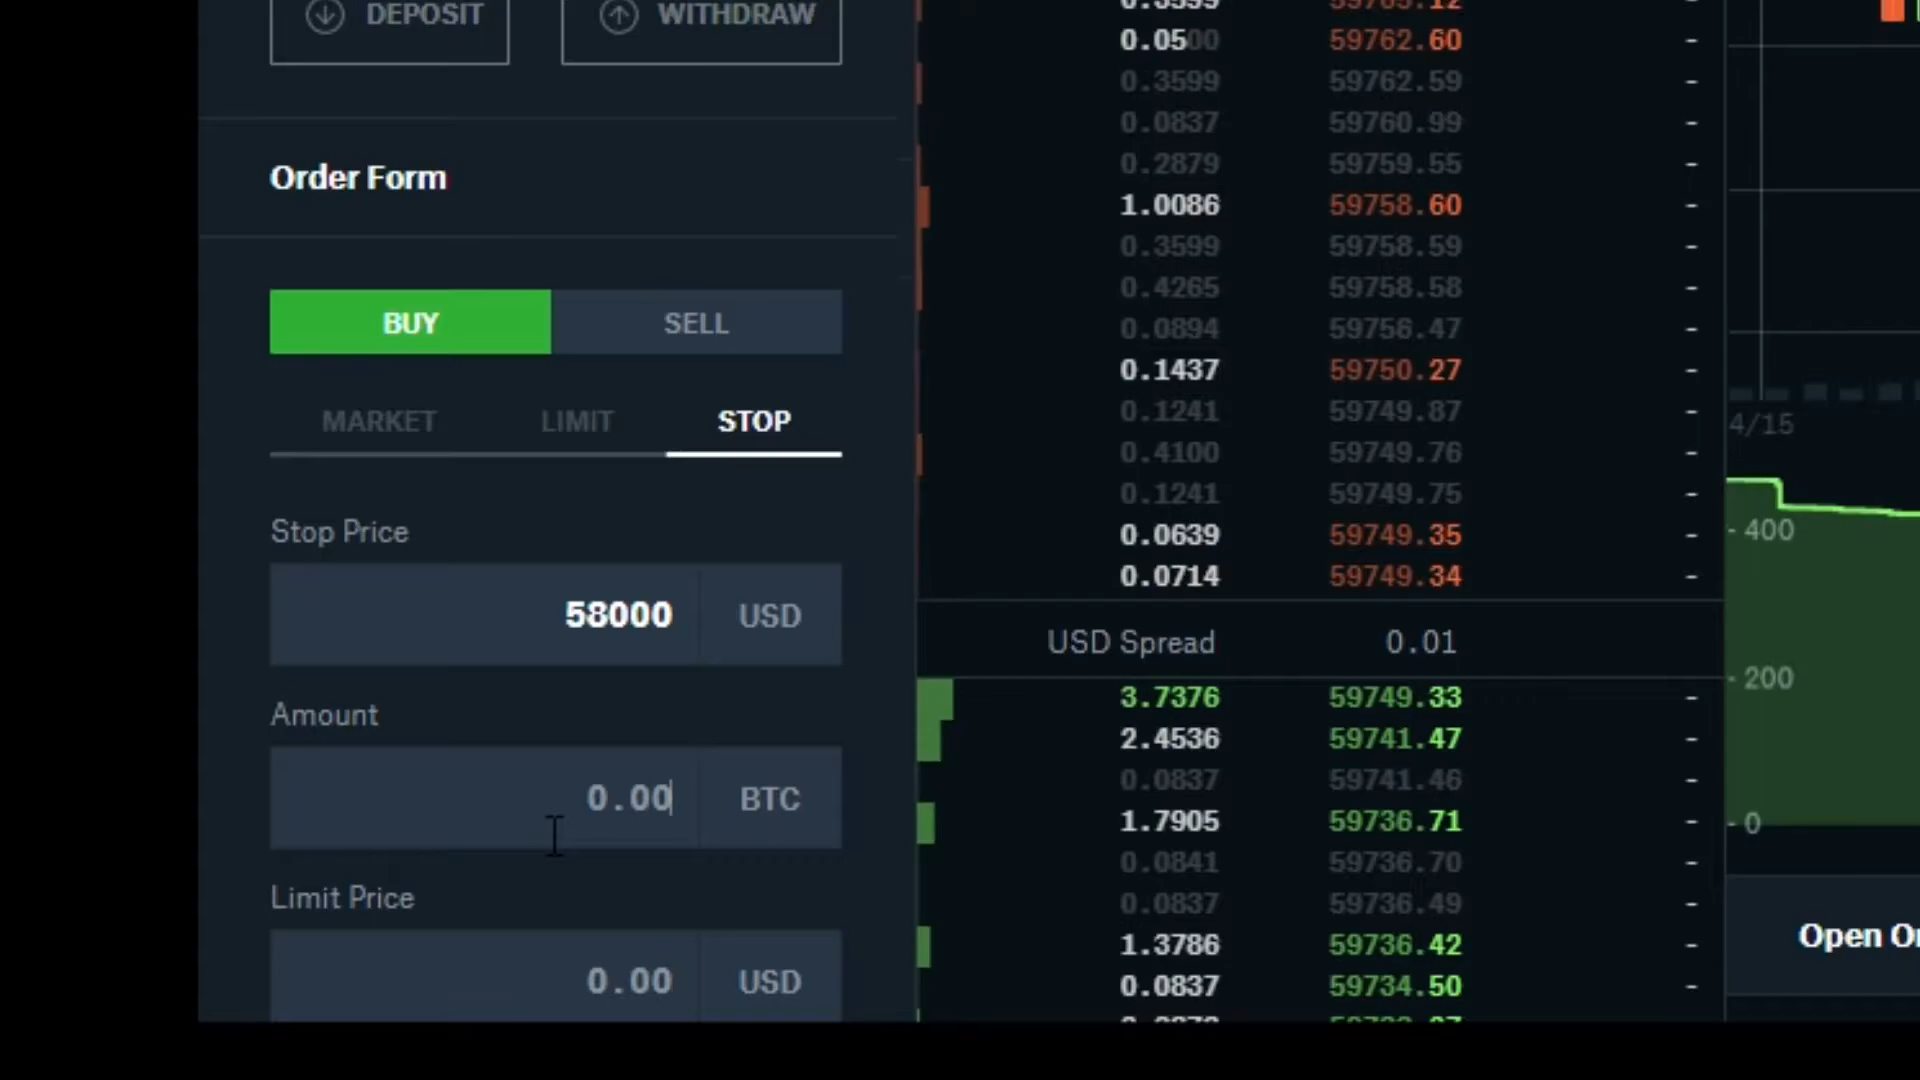 DEPOSIT
WITHDRAW
Order Form
BUY
SELL
MARKET
LIMIT
STOP
Stop Price
58000 USD
Amount
0.00 BTC
Limit Price
0.00 USD
0.3599 59763.12 -
0.0500 59762.60 -
0.3599 59762.59 -
0.0837 59760.99 -
0.2879 59759.55 -
1.0086 59758.60 -
0.3599 59758.59 -
0.4265 59758.58 -
0.0894 59756.47 -
0.1437 59750.27 -
0.1241 59749.87 -
0.4100 59749.76 -
0.1241 59749.75 -
0.0639 59749.35 -
0.0714 59749.34 -
USD Spread 0.01
3.7376 59749.33 -
2.4536 59741.47 -
0.0837 59741.46 -
1.7905 59736.71 -
0.0841 59736.70 -
0.0837 59736.49 -
1.3786 59736.42 -
0.0837 59734.50 -
4/15
400
200
0
Open Or